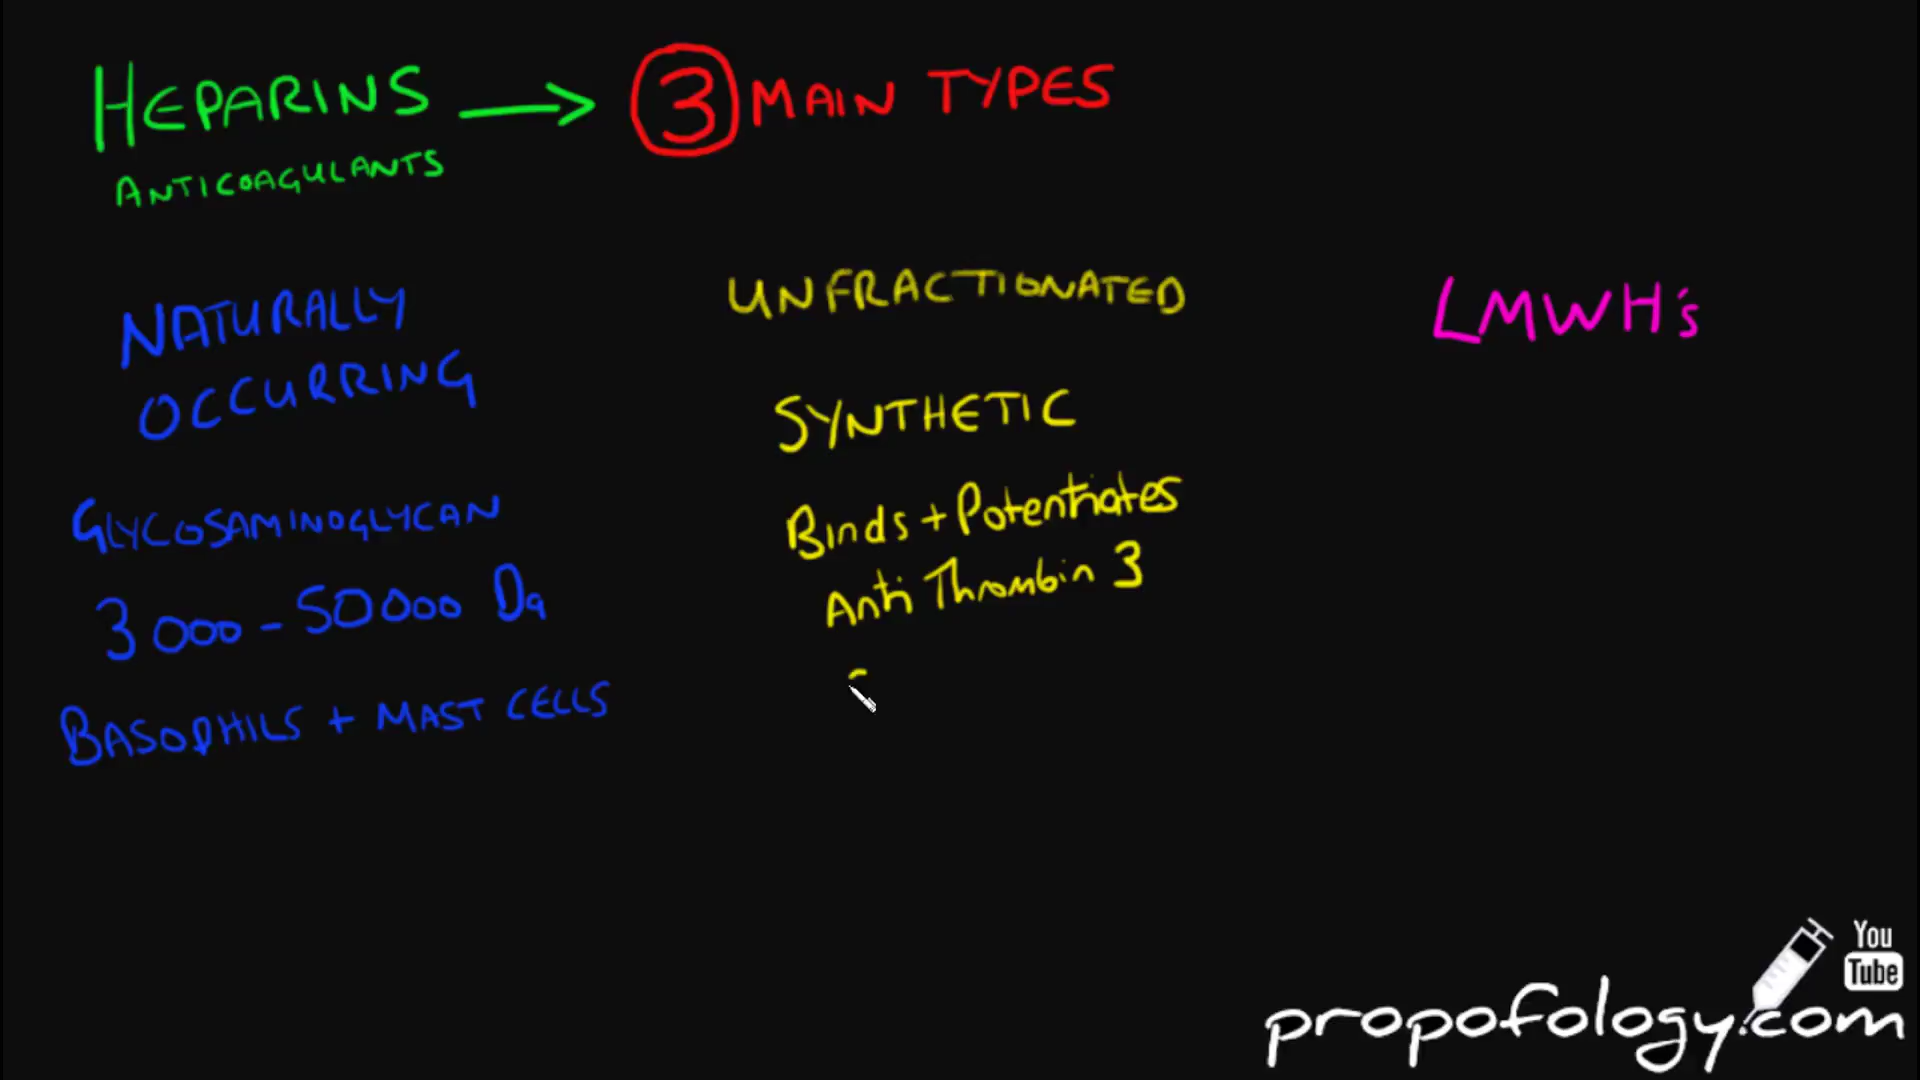 HEPARINS → 3 MAIN TYPES
ANTICOAGULANTS
NATURALLY
OCCURRING
GLYCOSAMINOGLYCAN
3000 - 50000 Da
BASOPHILS + MAST CELLS
UNFRACTIONATED
SYNTHETIC
Binds + Potentiates
Anti Thrombin 3
LMWH's
You
Tube
propofology.com